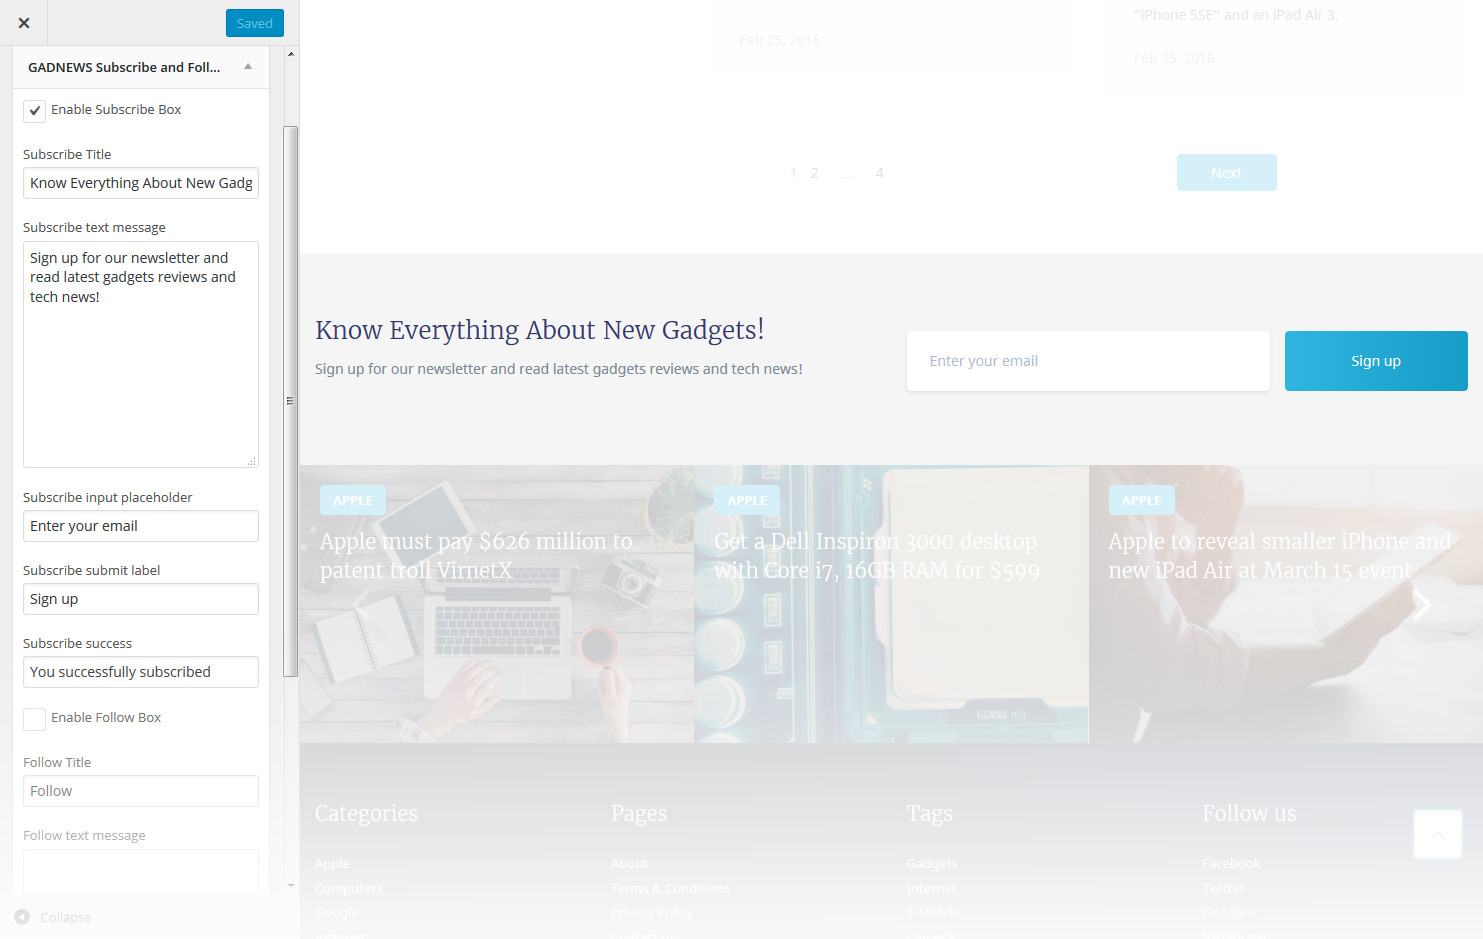 Saved
GADNEWS Subscribe and Foll...
Enable Subscribe Box
Subscribe Title
Know Everything About New Gadg
Subscribe text message
Sign up for our newsletter and
read latest gadgets reviews and
tech news!
Subscribe input placeholder
Enter your email
Subscribe submit label
Sign up
Subscribe success
You successfully subscribed
Enable Follow Box
Follow Title
Follow
Follow text message
Collapse
"iPhone 5SE" and an iPad Air 3.
Feb 25, 2016
Feb 25, 2016
1 2 ... 4
Next
Know Everything About New Gadgets!
Sign up for our newsletter and read latest gadgets reviews and tech news!
Enter your email
Sign up
APPLE
Apple must pay $626 million to
patent troll VirnetX
APPLE
Get a Dell Inspiron 3000 desktop
with Core i7, 16GB RAM for $599
APPLE
Apple to reveal smaller iPhone and
new iPad Air at March 15 event
Categories
Apple
Computers
Google
Internet
Pages
About
Terms & Conditions
Privacy Policy
Contact us
Tags
Gadgets
Internet
T-Mobile
Camera
Follow us
Facebook
Twitter
Google +
Instagram